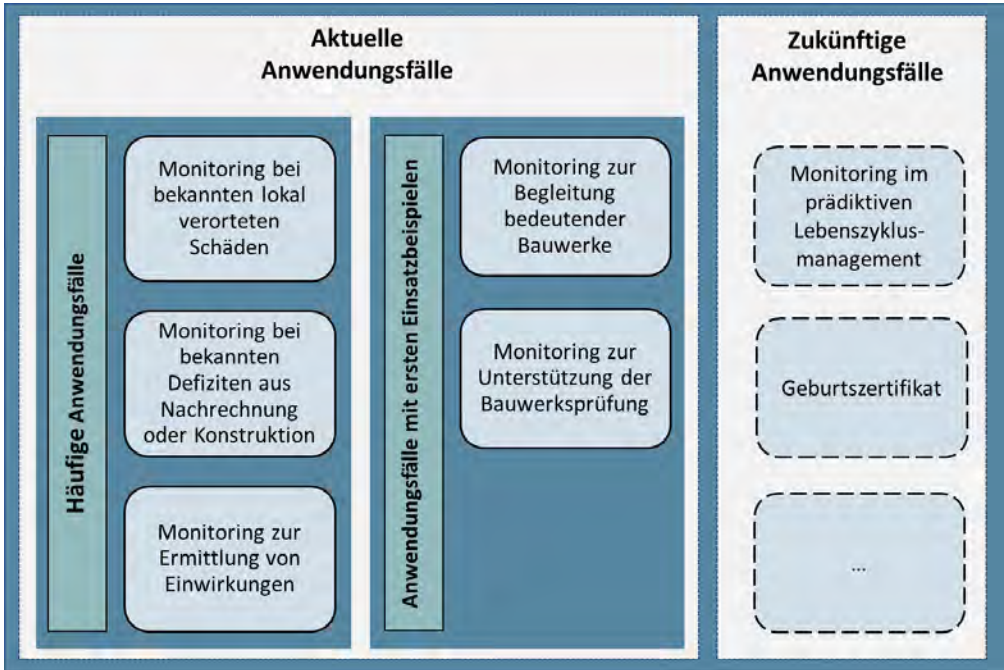 Aktuelle
Anwendungsfälle
Häufige Anwendungsfälle
Monitoring bei
bekannten lokal
verorteten
Schäden
Monitoring bei
bekannten
Defiziten aus
Nachrechnung
oder Konstruktion
Monitoring zur
Ermittlung von
Einwirkungen
Anwendungsfälle mit ersten Einsatzbeispielen
Monitoring zur
Begleitung
bedeutender
Bauwerke
Monitoring zur
Unterstützung der
Bauwerksprüfung
Zukünftige
Anwendungsfälle
Monitoring im
prädiktiven
Lebenszyklus-
management
Geburtszertifikat
...